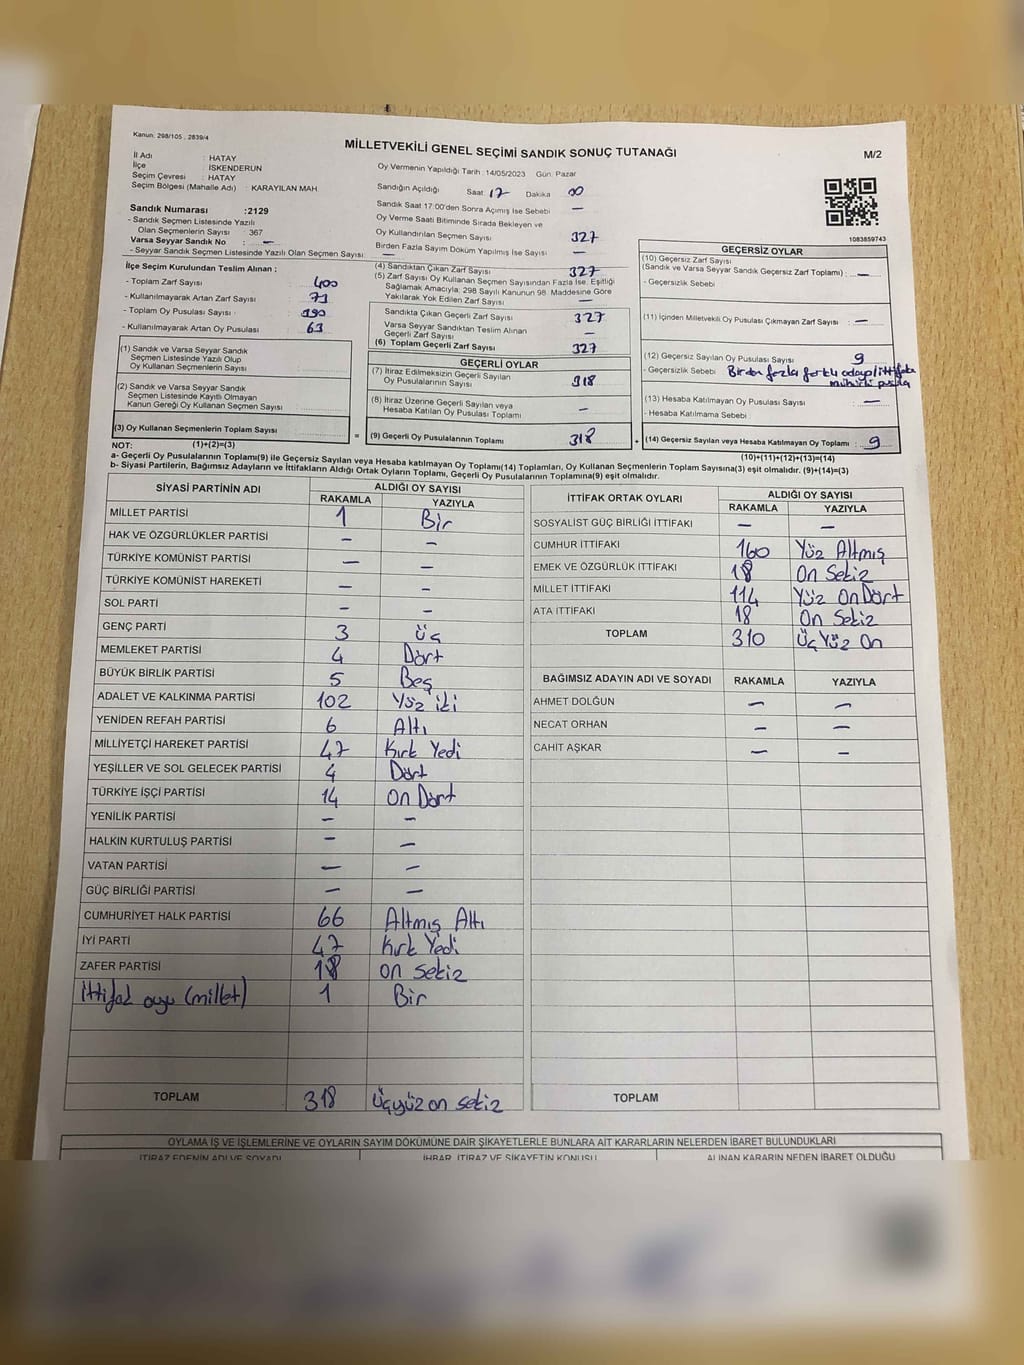 Kanun: 298/105 , 2839/4
MİLLETVEKİLİ GENEL SEÇİMİ SANDIK SONUÇ TUTANAĞI
M/2
İl Adı : HATAY
İlçe : İSKENDERUN
Seçim Çevresi : HATAY
Seçim Bölgesi (Mahalle Adı) : KARAYILAN MAH.
Sandık Numarası :2129
- Sandık Seçmen Listesinde Yazılı
Olan Seçmenlerin Sayısı : 367
Varsa Seyyar Sandık No : —
- Seyyar Sandık Seçmen Listesinde Yazılı Olan Seçmen Sayısı : —
Oy Vermenin Yapıldığı Tarih : 14/05/2023 Gün: Pazar
Sandığın Açıldığı Saat: 17 Dakika 00
Sandık Saat 17:00'den Sonra Açımış İse Sebebi —
Oy Verme Saati Bitiminde Sırada Bekleyen ve
Oy Kullandırılan Seçmen Sayısı 327
Birden Fazla Sayım Döküm Yapılmış İse Sayısı —
1083859743
İlçe Seçim Kurulundan Teslim Alınan :
- Toplam Zarf Sayısı : 400
- Kullanılmayarak Artan Zarf Sayısı : 73
- Toplam Oy Pusulası Sayısı : 390
- Kullanılmayarak Artan Oy Pusulası : 63
(1) Sandık ve Varsa Seyyar Sandık
Seçmen Listesinde Yazılı Olup
Oy Kullanan Seçmenlerin Sayısı
(2) Sandık ve Varsa Seyyar Sandık
Seçmen Listesinde Kayıtlı Olmayan
Kanun Gereği Oy Kullanan Seçmen Sayısı :
(3) Oy Kullanan Seçmenlerin Toplam Sayısı
NOT: (1)+(2)=(3)
(4) Sandıktan Çıkan Zarf Sayısı 327
(5) Zarf Sayısı Oy Kullanan Seçmen Sayısından Fazla İse, Eşitliği
Sağlamak Amacıyla; 298 Sayılı Kanunun 98. Maddesine Göre
Yakılarak Yok Edilen Zarf Sayısı —
Sandıkta Çıkan Geçerli Zarf Sayısı 327
Varsa Seyyar Sandıktan Teslim Alınan
Geçerli Zarf Sayısı —
(6) Toplam Geçerli Zarf Sayısı 327
GEÇERLİ OYLAR
(7) İtiraz Edilmeksizin Geçerli Sayılan
Oy Pusulalarının Sayısı 318
(8) İtiraz Üzerine Geçerli Sayılan veya
Hesaba Katılan Oy Pusulası Toplamı —
= (9) Geçerli Oy Pusulalarının Toplamı 318
GEÇERSİZ OYLAR
(10) Geçersiz Zarf Sayısı
(Sandık ve Varsa Seyyar Sandık Geçersiz Zarf Toplamı) : —
- Geçersizlik Sebebi :
(11) İçinden Milletvekili Oy Pusulası Çıkmayan Zarf Sayısı : —
(12) Geçersiz Sayılan Oy Pusulası Sayısı : 9
- Geçersizlik Sebebi : Birden fazla farklı adaya/ittifaka
mühürlü pusula
(13) Hesaba Katılmayan Oy Pusulası Sayısı : —
- Hesaba Katılmama Sebebi :
+ (14) Geçersiz Sayılan veya Hesaba Katılmayan Oy Toplamı : 9
(10)+(11)+(12)+(13)=(14)
a- Geçerli Oy Pusulalarının Toplamı(9) ile Geçersiz Sayılan veya Hesaba katılmayan Oy Toplamı(14) Toplamları, Oy Kullanan Seçmenlerin Toplam Sayısına(3) eşit olmalıdır. (9)+(14)=(3)
b- Siyasi Partilerin, Bağımsız Adayların ve İttifakların Aldığı Ortak Oyların Toplamı, Geçerli Oy Pusulalarının Toplamına(9) eşit olmalıdır.
SİYASİ PARTİNİN ADI ALDIĞI OY SAYISI
RAKAMLA YAZIYLA
MİLLET PARTİSİ 1 Bir
HAK VE ÖZGÜRLÜKLER PARTİSİ — —
TÜRKİYE KOMÜNİST PARTİSİ — —
TÜRKİYE KOMÜNİST HAREKETİ — —
SOL PARTİ — —
GENÇ PARTİ 3 Üç
MEMLEKET PARTİSİ 4 Dört
BÜYÜK BİRLİK PARTİSİ 5 Beş
ADALET VE KALKINMA PARTİSİ 102 Yüz iki
YENİDEN REFAH PARTİSİ 6 Altı
MİLLİYETÇİ HAREKET PARTİSİ 47 Kırk Yedi
YEŞİLLER VE SOL GELECEK PARTİSİ 4 Dört
TÜRKİYE İŞÇİ PARTİSİ 14 On Dört
YENİLİK PARTİSİ — —
HALKIN KURTULUŞ PARTİSİ — —
VATAN PARTİSİ — —
GÜÇ BİRLİĞİ PARTİSİ — —
CUMHURİYET HALK PARTİSİ 66 Altmış Altı
İYİ PARTİ 47 Kırk Yedi
ZAFER PARTİSİ 18 on sekiz
ittifak oyu (millet) 1 Bir
TOPLAM 318 Üçyüz on sekiz
İTTİFAK ORTAK OYLARI ALDIĞI OY SAYISI
RAKAMLA YAZIYLA
SOSYALİST GÜÇ BİRLİĞİ İTTİFAKI — —
CUMHUR İTTİFAKI 160 Yüz Altmış
EMEK VE ÖZGÜRLÜK İTTİFAKI 18 On Sekiz
MİLLET İTTİFAKI 114 Yüz On Dört
ATA İTTİFAKI 18 On Sekiz
TOPLAM 310 Üç Yüz On
BAĞIMSIZ ADAYIN ADI VE SOYADI RAKAMLA YAZIYLA
AHMET DOLĞUN — —
NECAT ORHAN — —
CAHİT AŞKAR — —
TOPLAM
OYLAMA İŞ VE İŞLEMLERİNE VE OYLARIN SAYIM DÖKÜMÜNE DAİR ŞİKAYETLERLE BUNLARA AİT KARARLARIN NELERDEN İBARET BULUNDUKLARI
İTİRAZ EDENİN ADI VE SOYADI İHBAR, İTİRAZ VE ŞİKAYETİN KONUSU ALINAN KARARIN NEDEN İBARET OLDUĞU